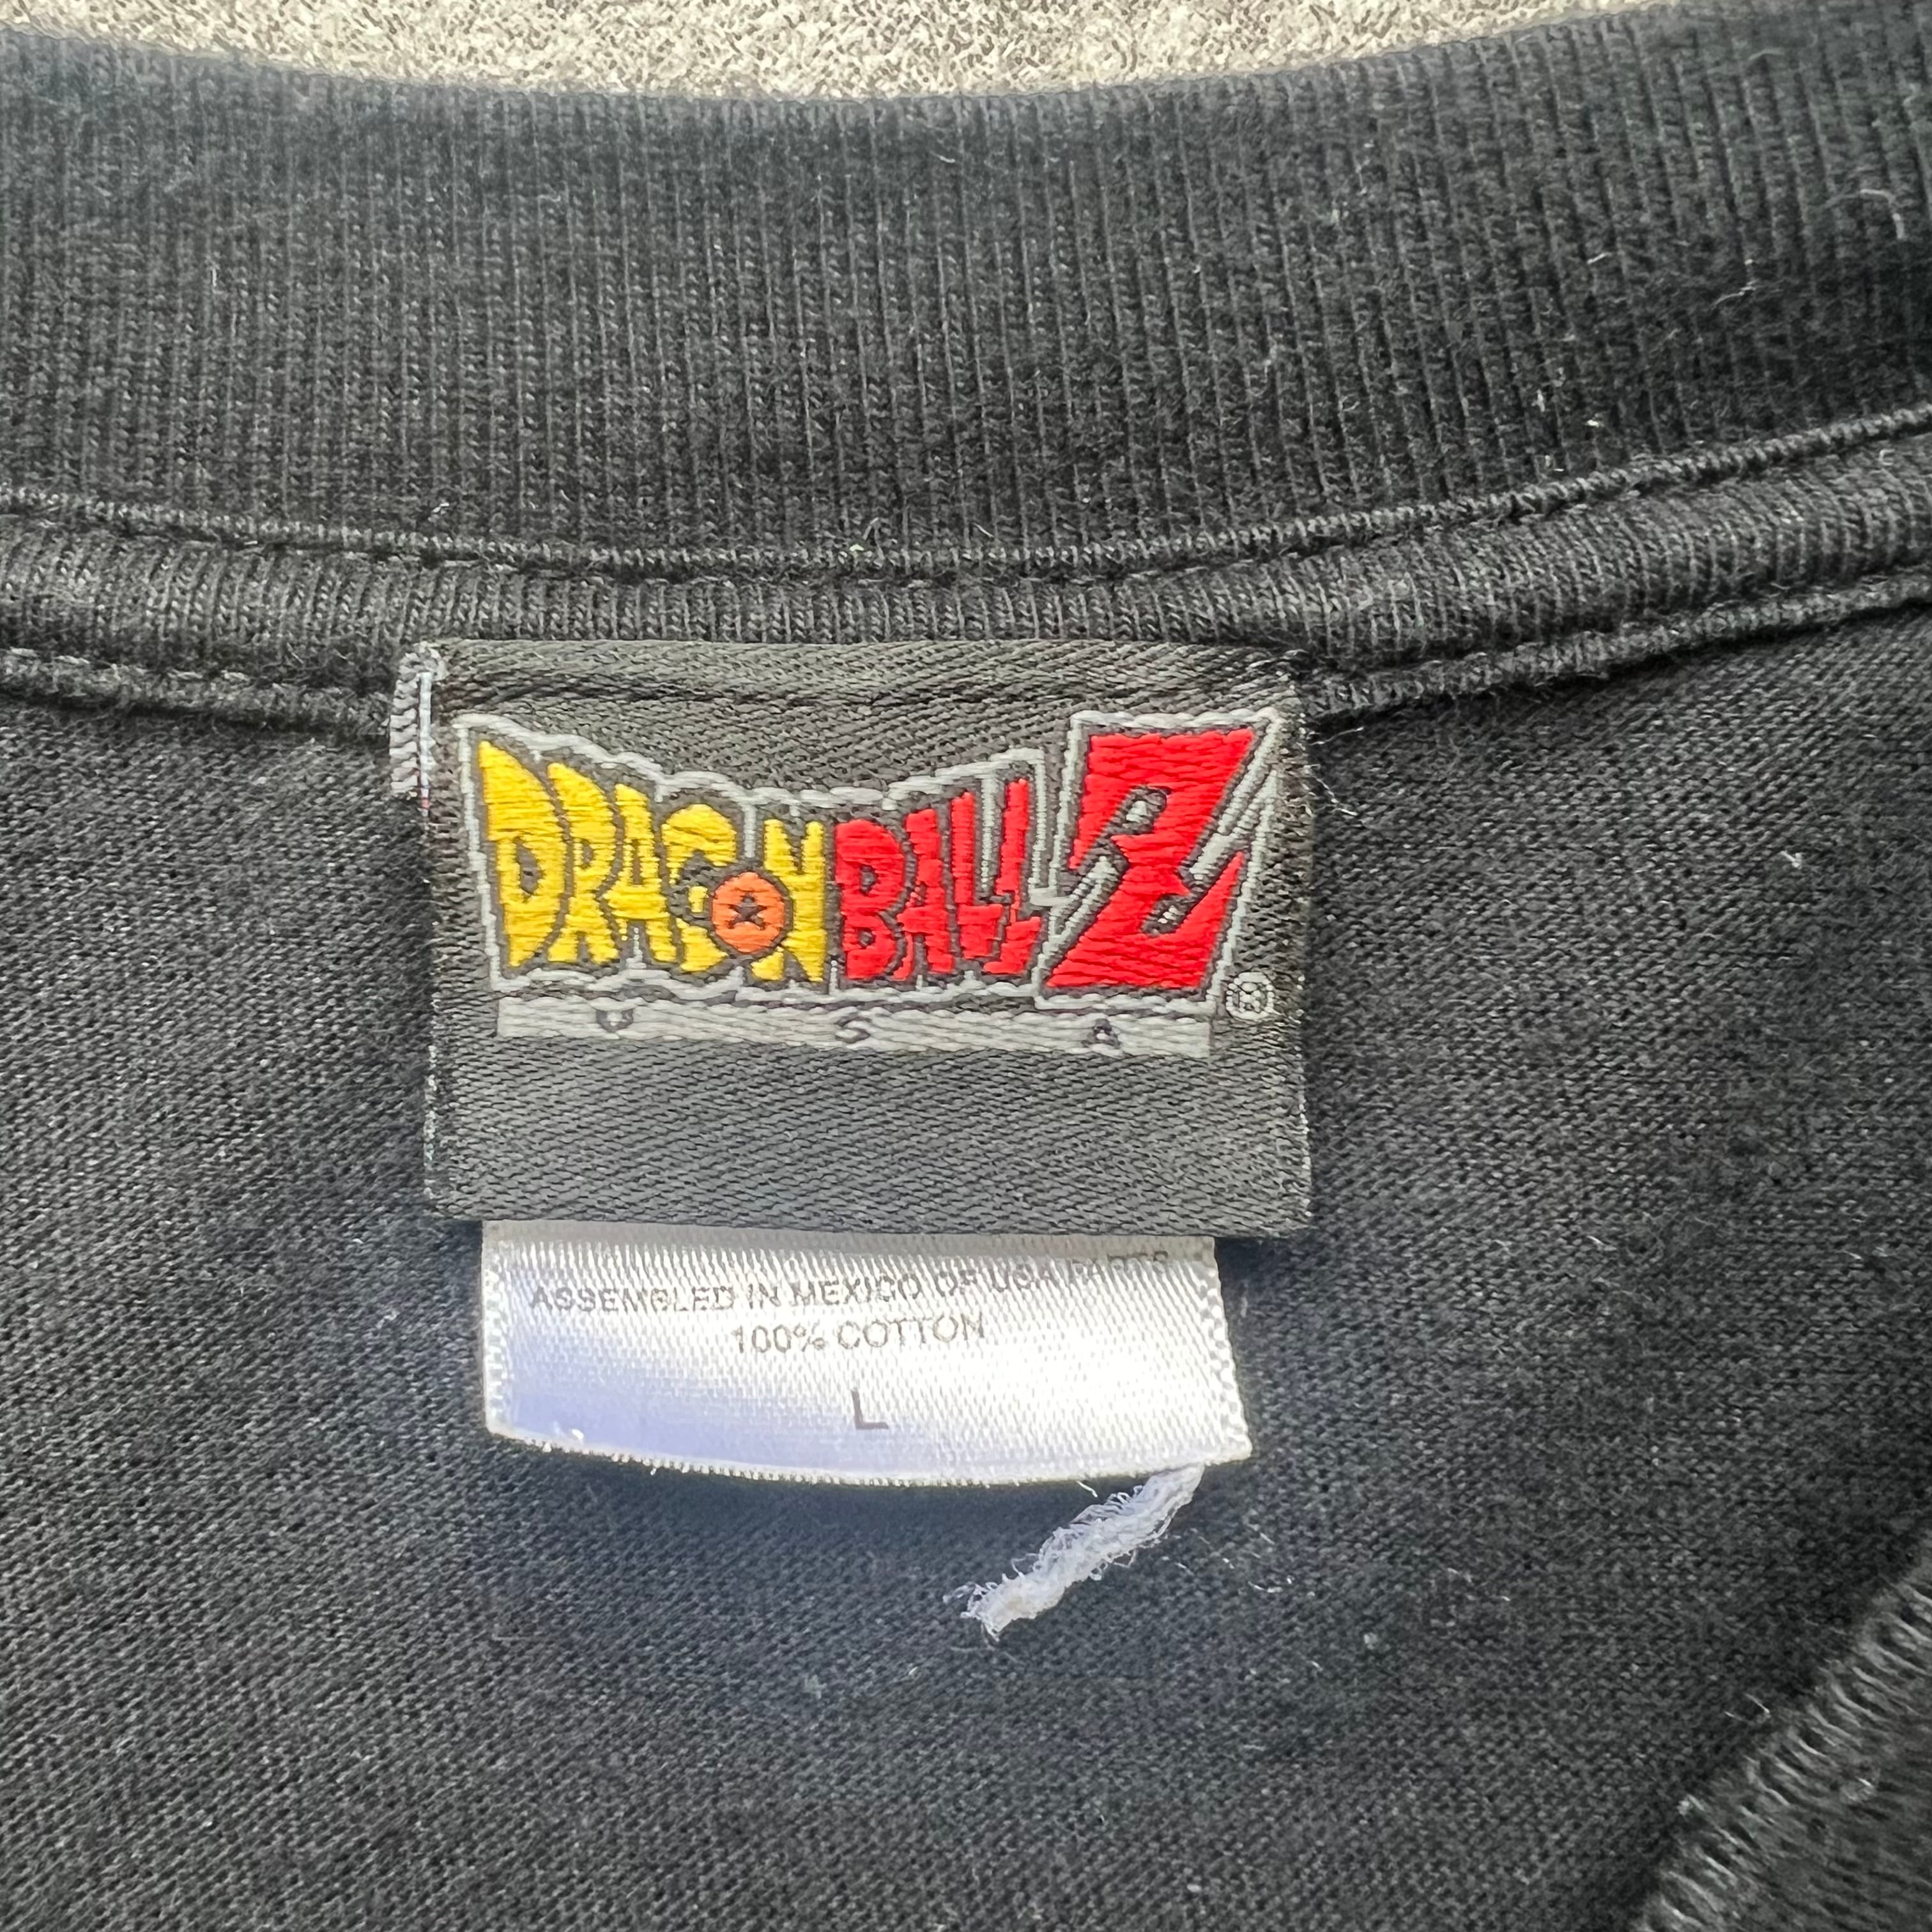 DRAGON BALL Z
®
U S A
ASSEMBLED IN MEXICO OF USA PARTS
100% COTTON
L